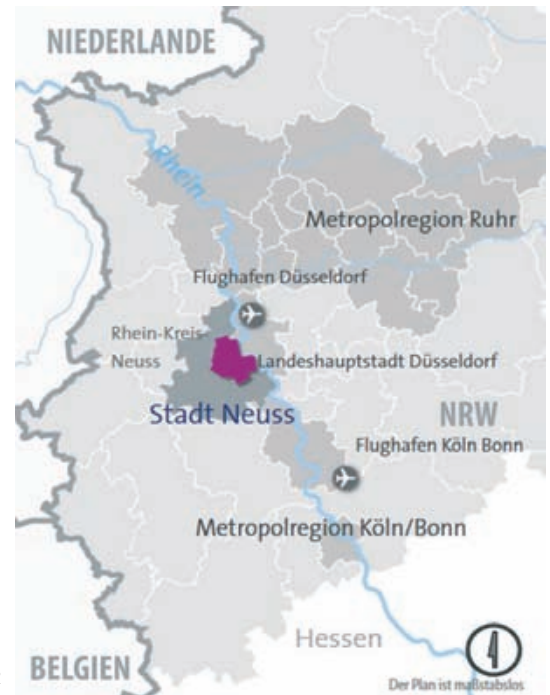 NIEDERLANDE
Rhein
Metropolregion Ruhr
Flughafen Düsseldorf
Rhein-Kreis
Neuss
Landeshauptstadt Düsseldorf
Stadt Neuss
NRW
Flughafen Köln Bonn
Metropolregion Köln/Bonn
Hessen
BELGIEN
Der Plan ist maßstabslos